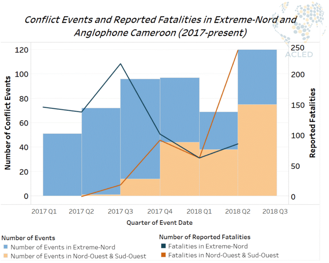 Conflict Events and Reported Fatalities in Extreme-Nord and
Anglophone Cameroon (2017-present)
ACLED
Number of Conflict Events
120
100
80
60
40
20
0
250
200
150
100
50
0
Reported Fatalities
2017 Q1 2017 Q2 2017 Q3 2017 Q4 2018 Q1 2018 Q2 2018 Q3
Quarter of Event Date
Number of Events
Number of Events in Extreme-Nord
Number of Events in Nord-Ouest & Sud-Ouest
Number of Reported Fatalities
Fatalities in Extreme-Nord
Fatalities in Nord-Ouest & Sud-Ouest